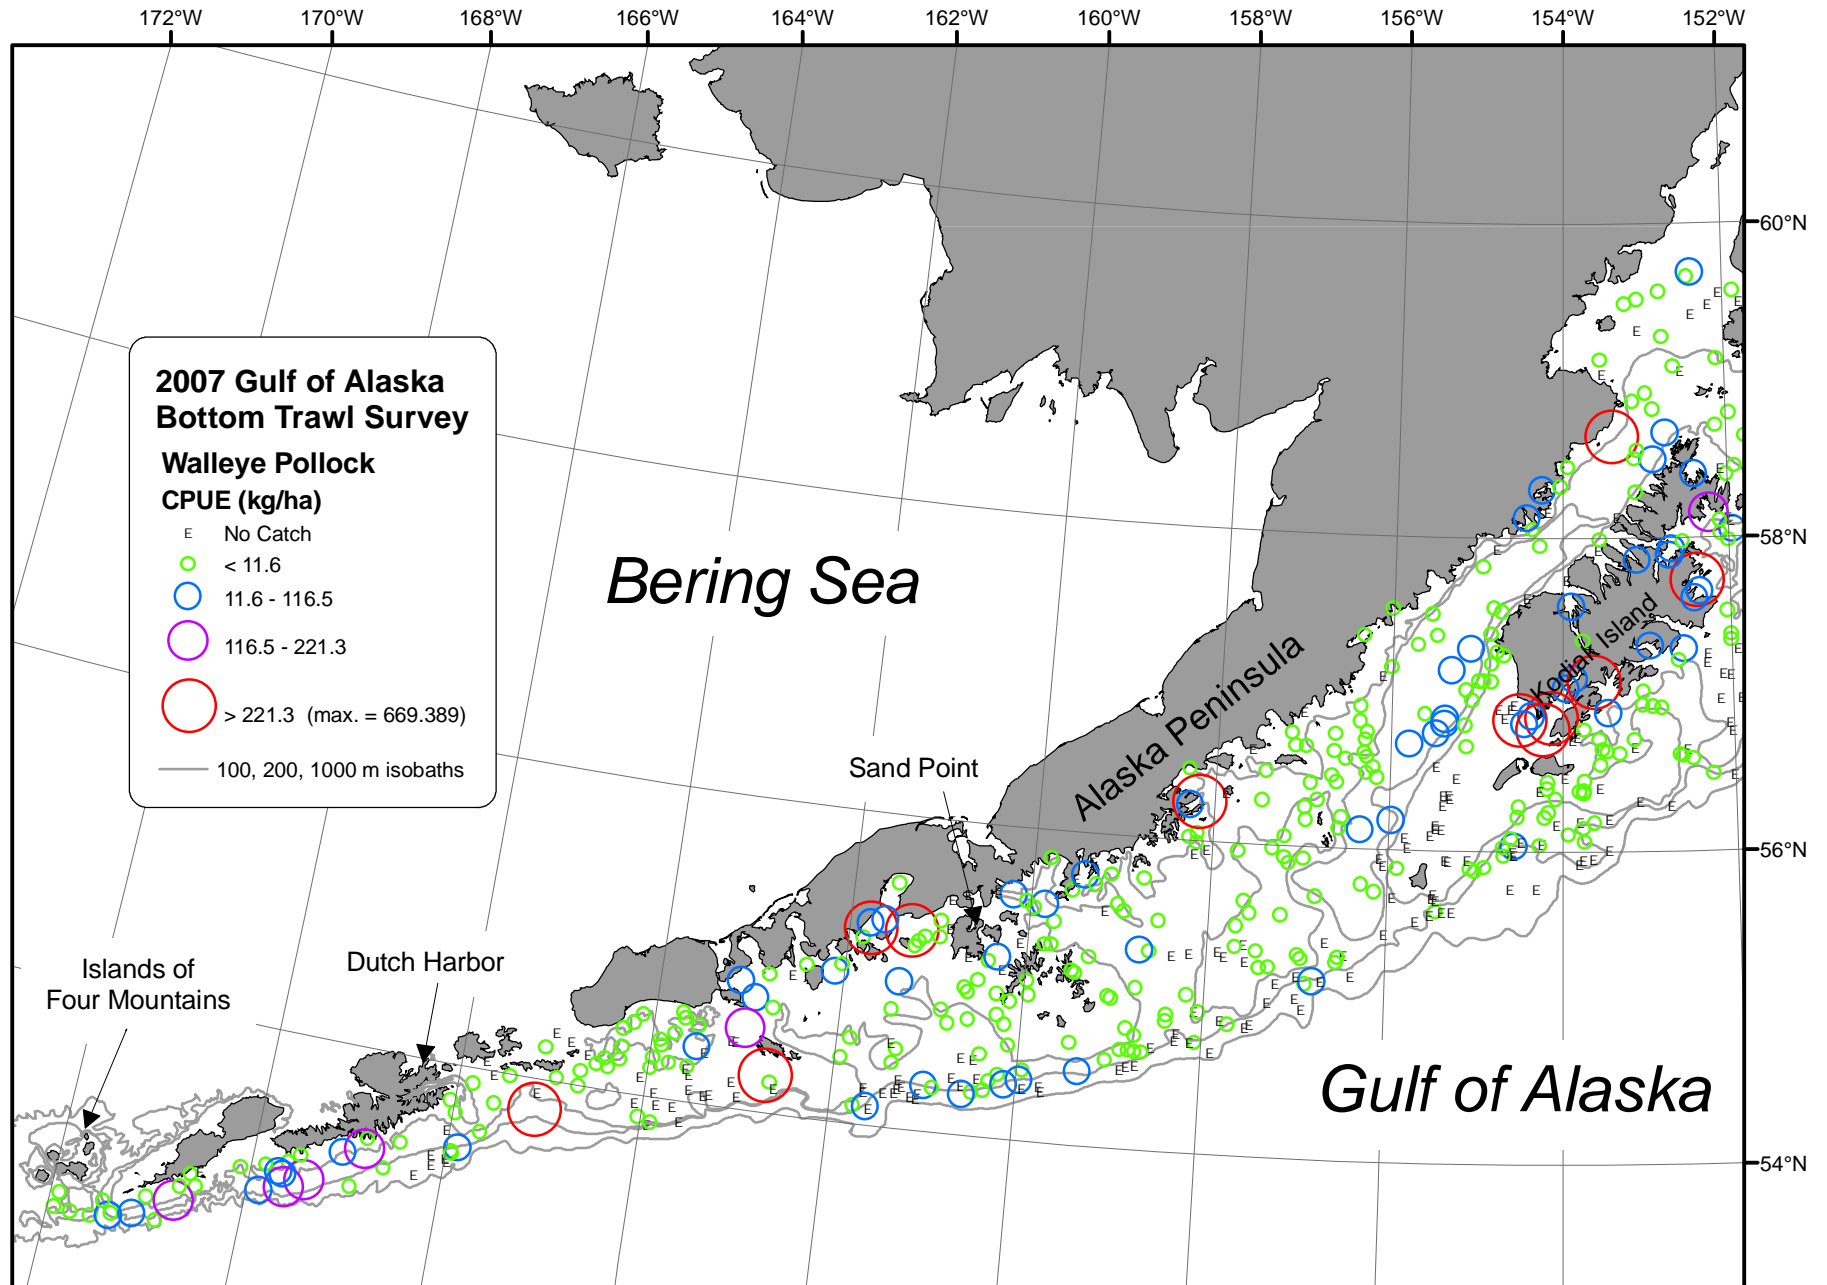 172°W 170°W 168°W 166°W 164°W 162°W 160°W 158°W 156°W 154°W 152°W
60°N
2007 Gulf of Alaska
Bottom Trawl Survey
Walleye Pollock
CPUE (kg/ha)
E No Catch
< 11.6
11.6 - 116.5
116.5 - 221.3
> 221.3 (max. = 669.389)
100, 200, 1000 m isobaths
Bering Sea
58°N
Kodiak Island
Alaska Peninsula
Sand Point
56°N
Dutch Harbor
Islands of
Four Mountains
Gulf of Alaska
54°N